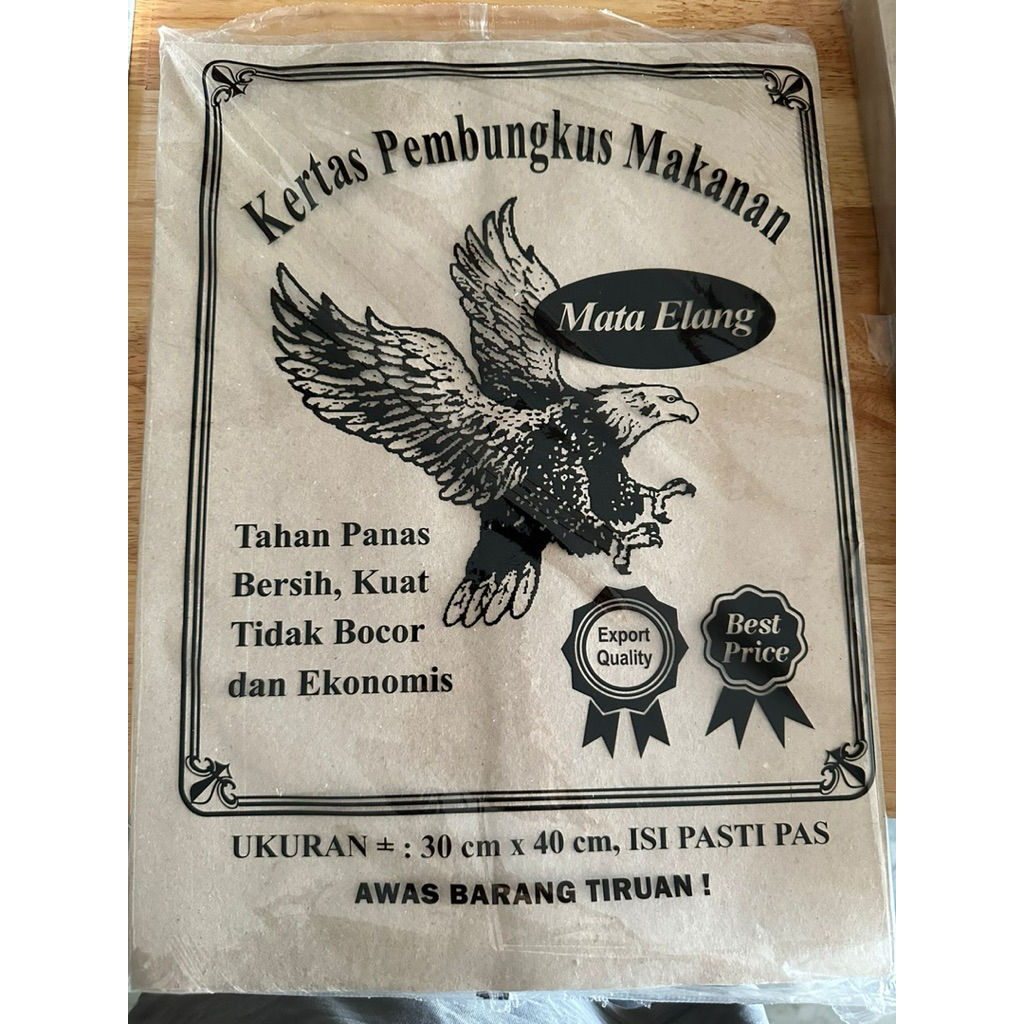 Kertas Pembungkus Makanan
Mata Elang
Tahan Panas
Bersih, Kuat
Tidak Bocor
dan Ekonomis
Export
Quality
Best
Price
UKURAN ± : 30 cm x 40 cm, ISI PASTI PAS
AWAS BARANG TIRUAN !